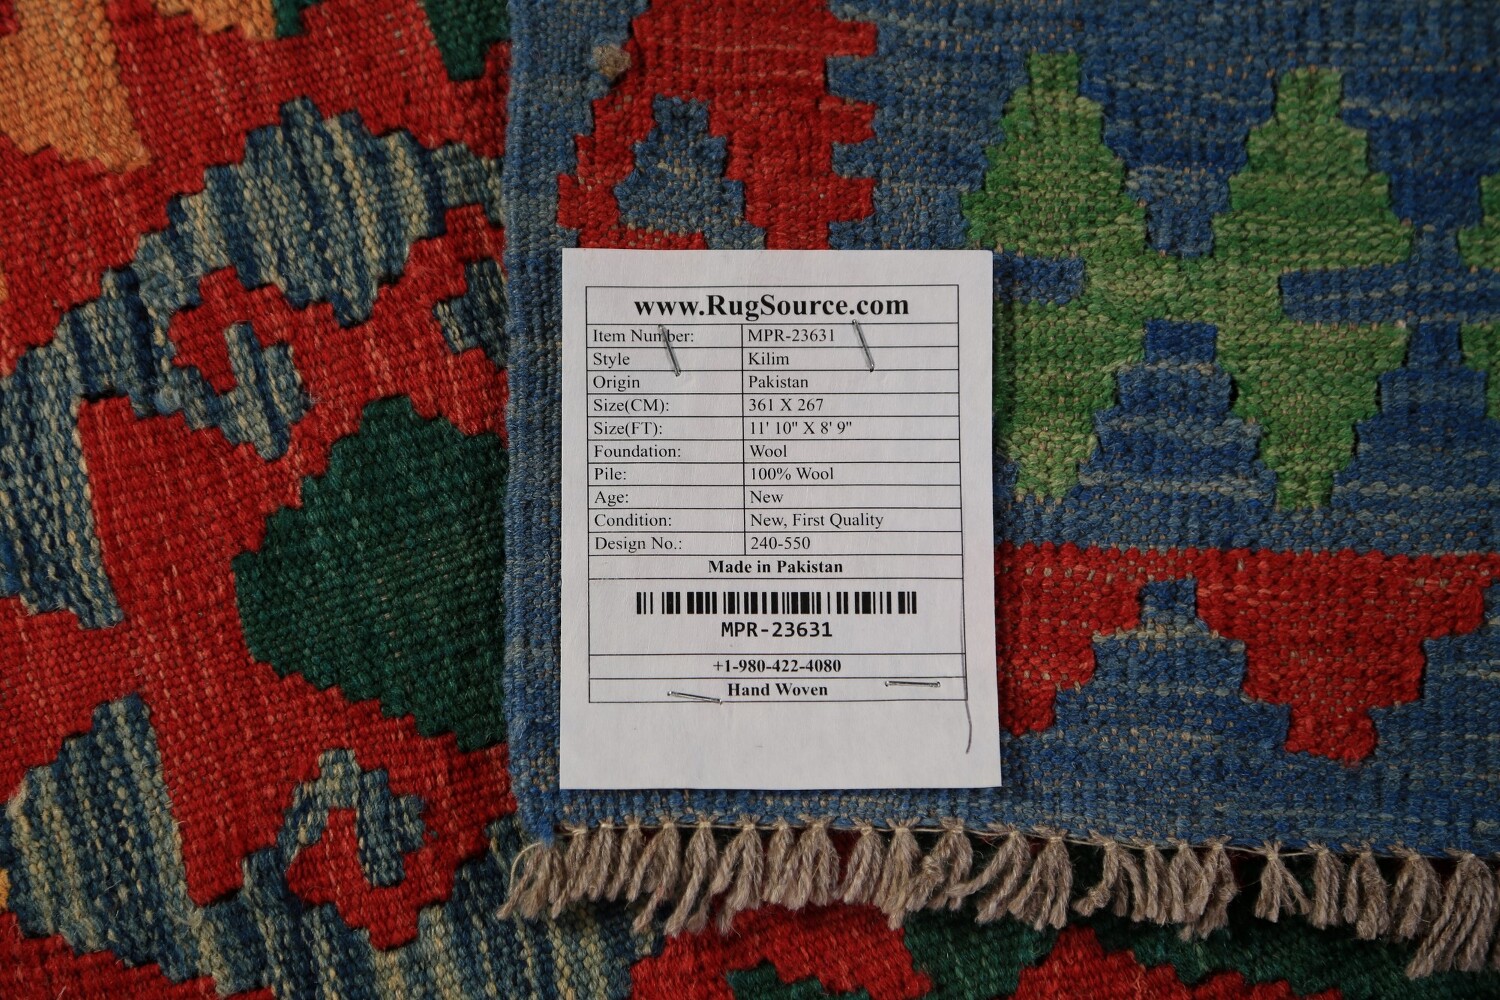 www.RugSource.com
Item Number: MPR-23631
Style Kilim
Origin Pakistan
Size(CM): 361 X 267
Size(FT): 11' 10" X 8' 9"
Foundation: Wool
Pile: 100% Wool
Age: New
Condition: New, First Quality
Design No.: 240-550
Made in Pakistan
MPR-23631
+1-980-422-4080
Hand Woven